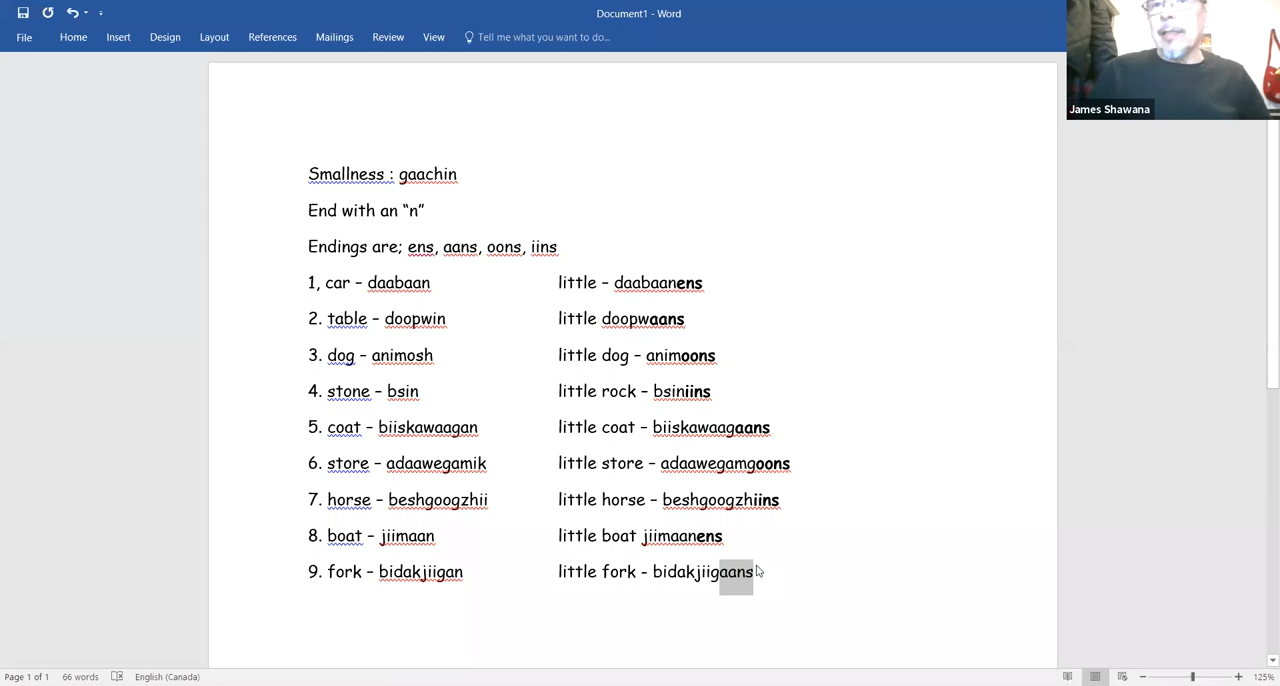 Document1 - Word
File Home Insert Design Layout References Mailings Review View Tell me what you want to do...
James Shawana
Smallness : gaachin
End with an “n”
Endings are; ens, aans, oons, iins
1, car – daabaan little – daabaanens
2. table – doopwin little doopwaans
3. dog – animosh little dog – animoons
4. stone – bsin little rock – bsiniins
5. coat – biiskawaagan little coat – biiskawaagaans
6. store – adaawegamik little store – adaawegamgoons
7. horse – beshgoogzhii little horse – beshgoogzhiins
8. boat – jiimaan little boat jiimaanens
9. fork – bidakjiigan little fork - bidakjiigaans
Page 1 of 1 66 words English (Canada) 125%